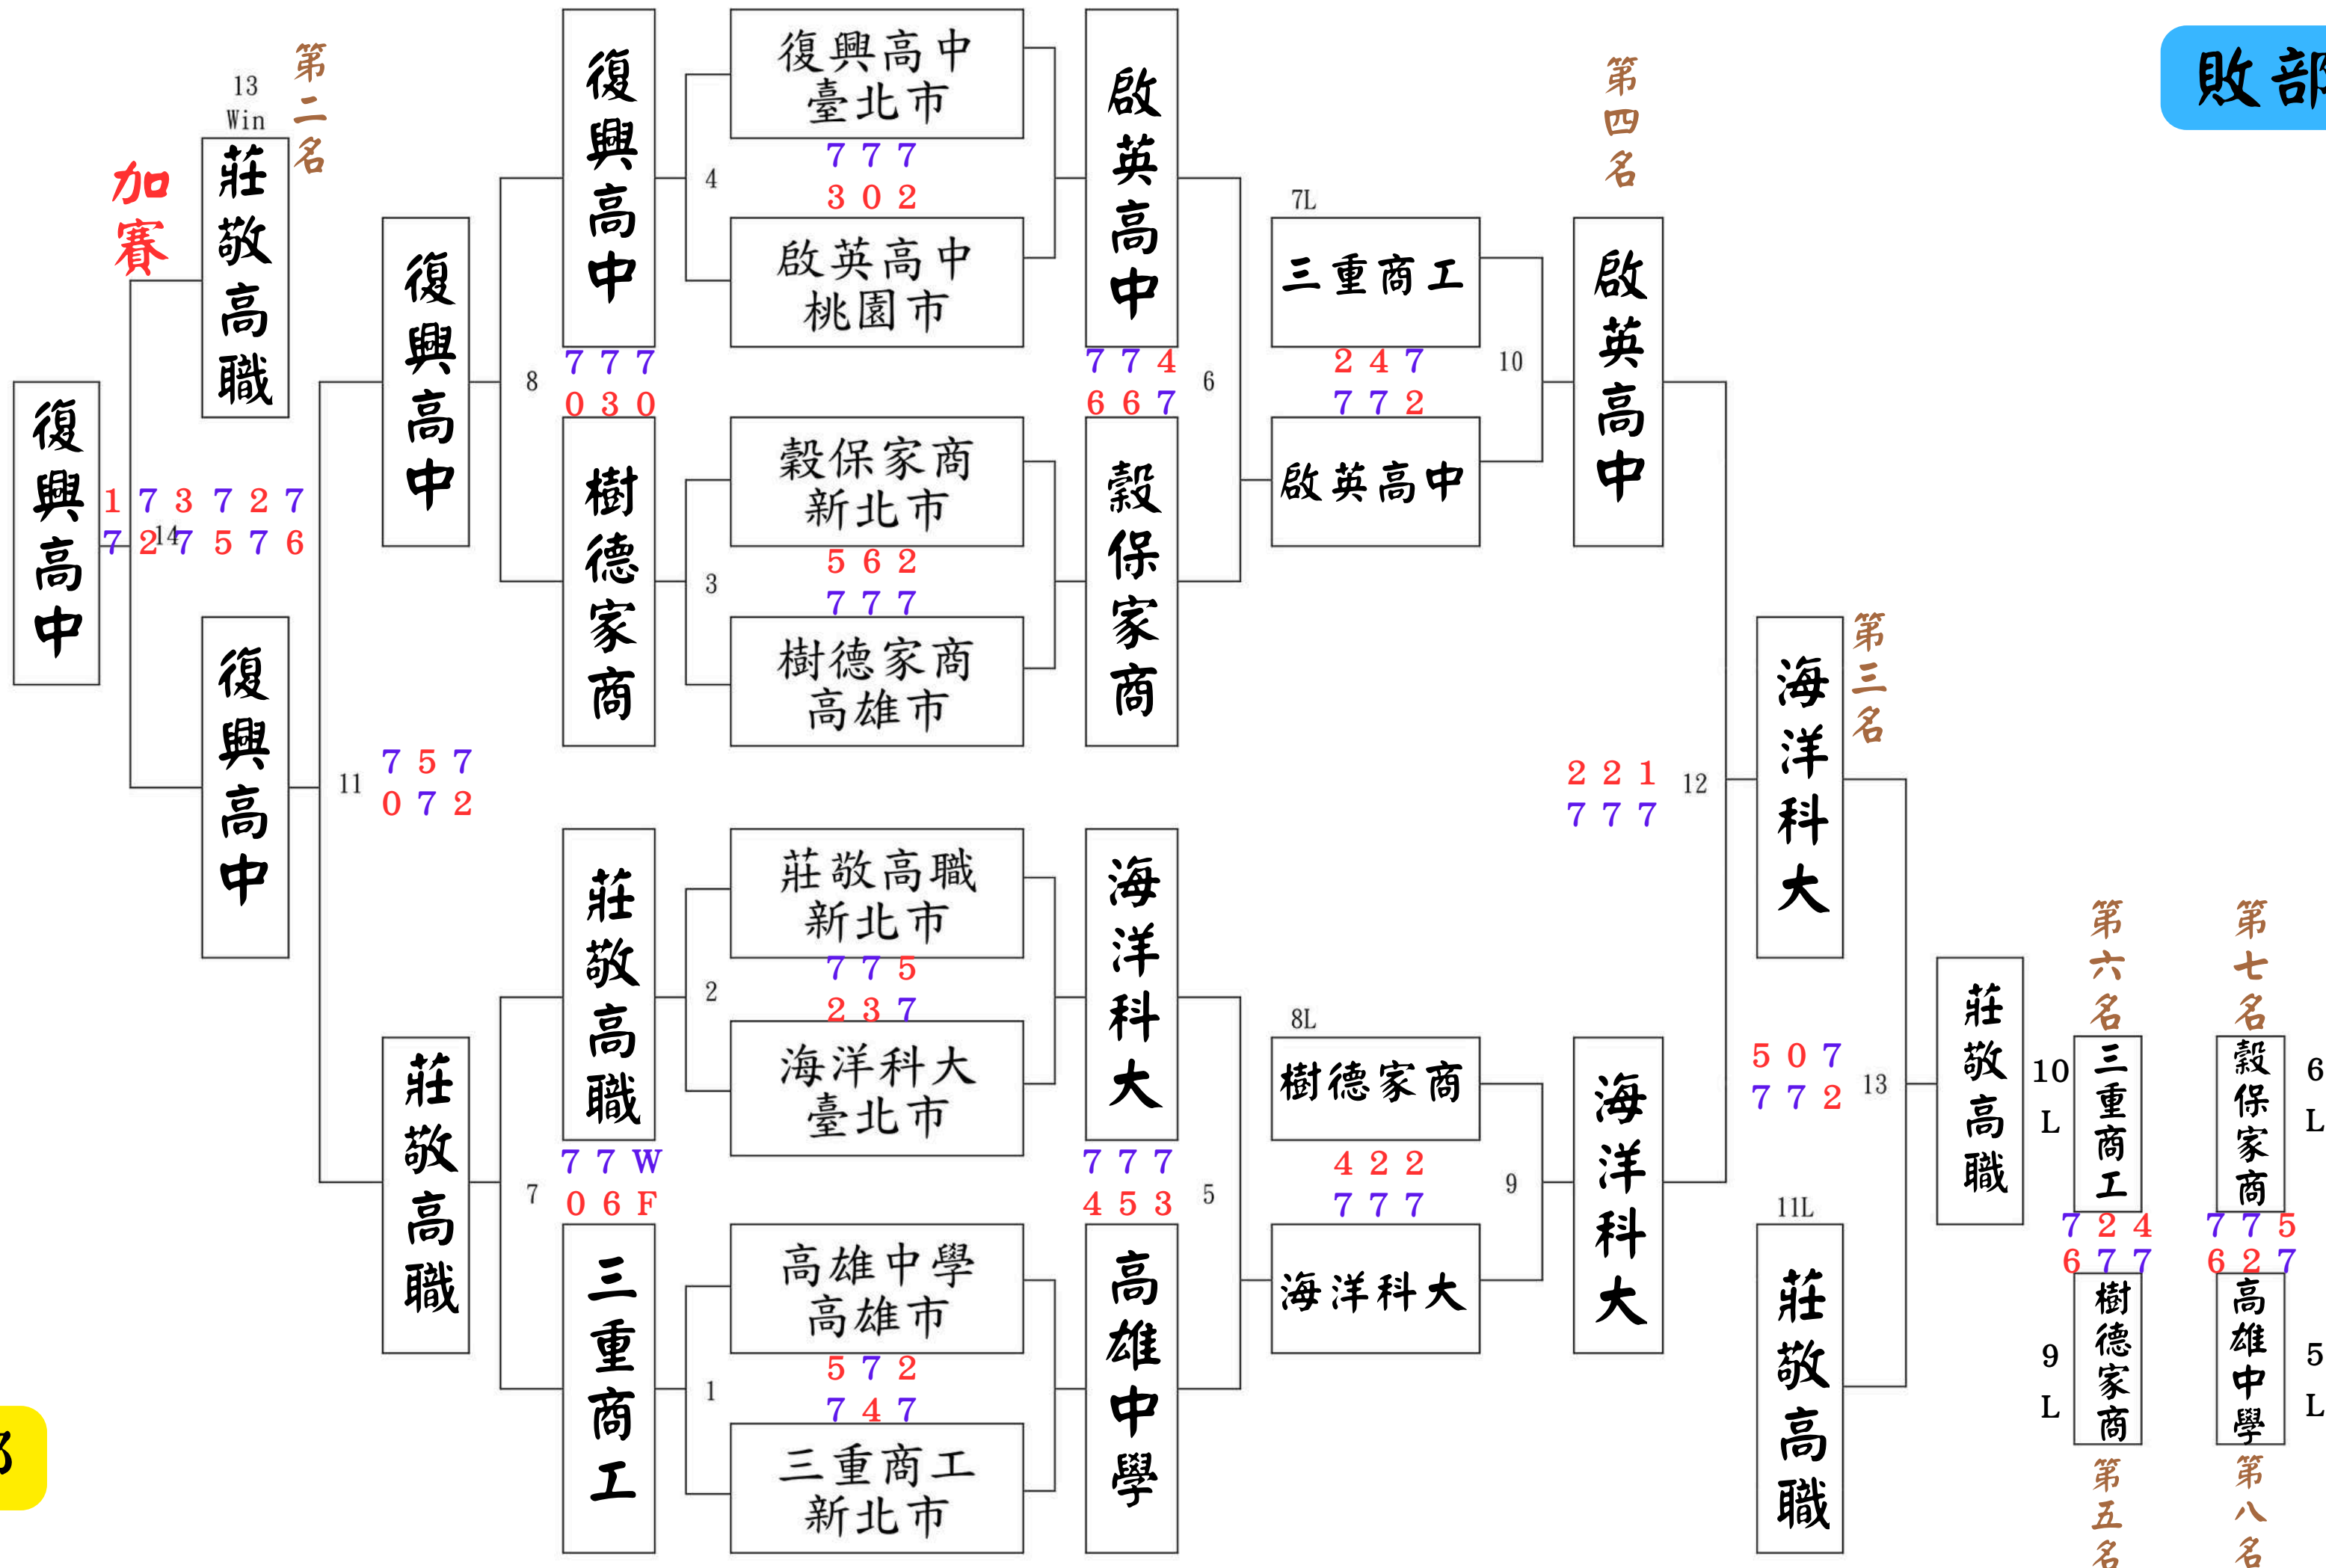 敗部
第二名
13
Win
莊敬高職
加賽
復興高中
1 7 3 7 2 7
7 2 7 5 7 6
14
復興高中
復興高中
11
7 5 7
0 7 2
莊敬高職
8
復興高中
7 7 7
0 3 0
樹德家商
7
莊敬高職
7 7 W
0 6 F
三重商工
4
復興高中
臺北市
7 7 7
3 0 2
啟英高中
桃園市
3
穀保家商
新北市
5 6 2
7 7 7
樹德家商
高雄市
2
莊敬高職
新北市
7 7 5
2 3 7
海洋科大
臺北市
1
高雄中學
高雄市
5 7 2
7 4 7
三重商工
新北市
啟英高中
7 7 4
6 6 7
穀保家商
6
海洋科大
7 7 7
4 5 3
高雄中學
5
7L
三重商工
2 4 7
7 7 2
啟英高中
10
8L
樹德家商
4 2 2
7 7 7
海洋科大
9
第四名
啟英高中
2 2 1
7 7 7
12
海洋科大
第三名
海洋科大
5 0 7
7 7 2
13
11L
莊敬高職
莊敬高職
第六名
10
L
三重商工
7 2 4
6 7 7
9
L
樹德家商
第五名
第七名
穀保家商
6
L
7 7 5
6 2 7
高雄中學
5
L
第八名